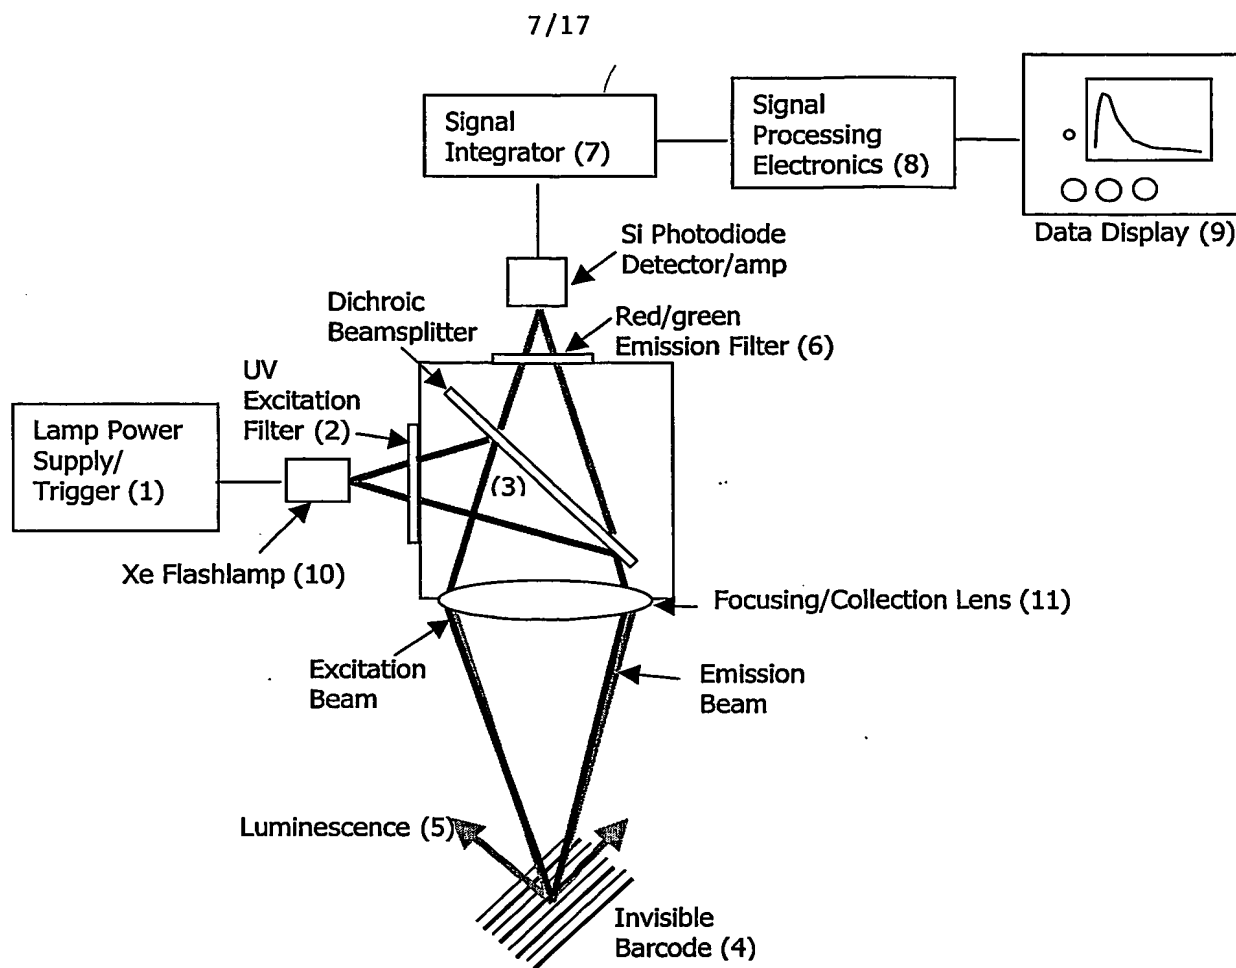 7/17
Signal
Integrator (7)
Signal
Processing
Electronics (8)
Data Display (9)
Si Photodiode
Detector/amp
Dichroic
Beamsplitter
Red/green
Emission Filter (6)
UV
Excitation
Filter (2)
Lamp Power
Supply/
Trigger (1)
(3)
Xe Flashlamp (10)
Focusing/Collection Lens (11)
Excitation
Beam
Emission
Beam
Luminescence (5)
Invisible
Barcode (4)